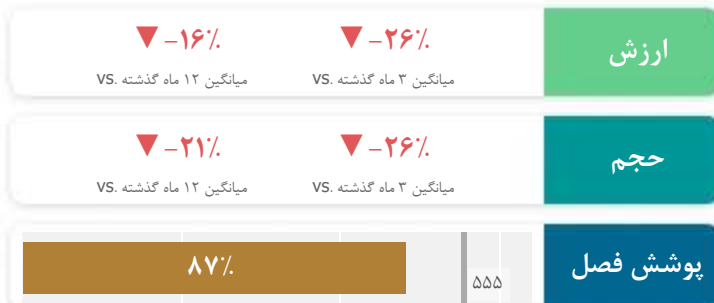 ارزش
▼ -۲۶٪ ▼ -۱۶٪
میانگین ۳ ماه گذشته .VS میانگین ۱۲ ماه گذشته .VS
حجم
▼ -۲۶٪ ▼ -۲۱٪
میانگین ۳ ماه گذشته .VS میانگین ۱۲ ماه گذشته .VS
پوشش فصل
۸۷٪
۵۵۵